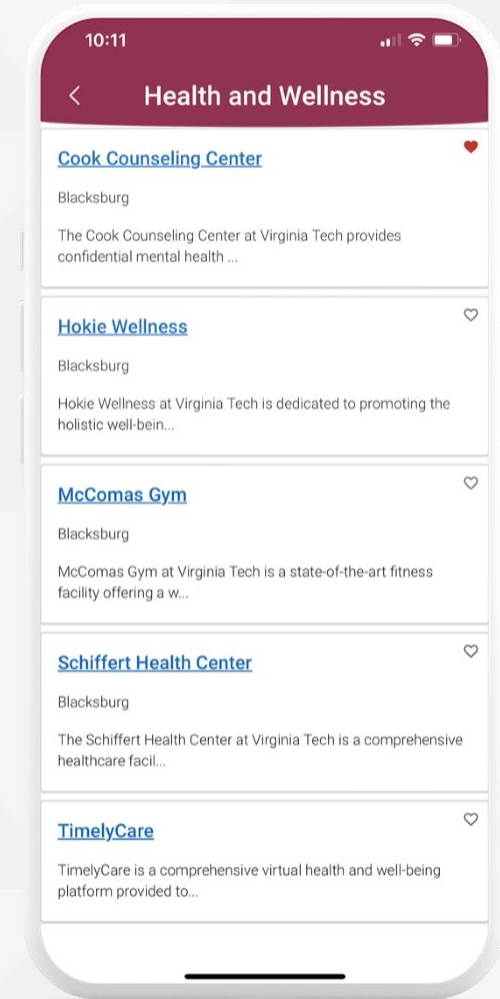 10:11
Health and Wellness
Cook Counseling Center
Blacksburg
The Cook Counseling Center at Virginia Tech provides
confidential mental health ...
Hokie Wellness
Blacksburg
Hokie Wellness at Virginia Tech is dedicated to promoting the
holistic well-bein...
McComas Gym
Blacksburg
McComas Gym at Virginia Tech is a state-of-the-art fitness
facility offering a w...
Schiffert Health Center
Blacksburg
The Schiffert Health Center at Virginia Tech is a comprehensive
healthcare facil...
TimelyCare
TimelyCare is a comprehensive virtual health and well-being
platform provided to...